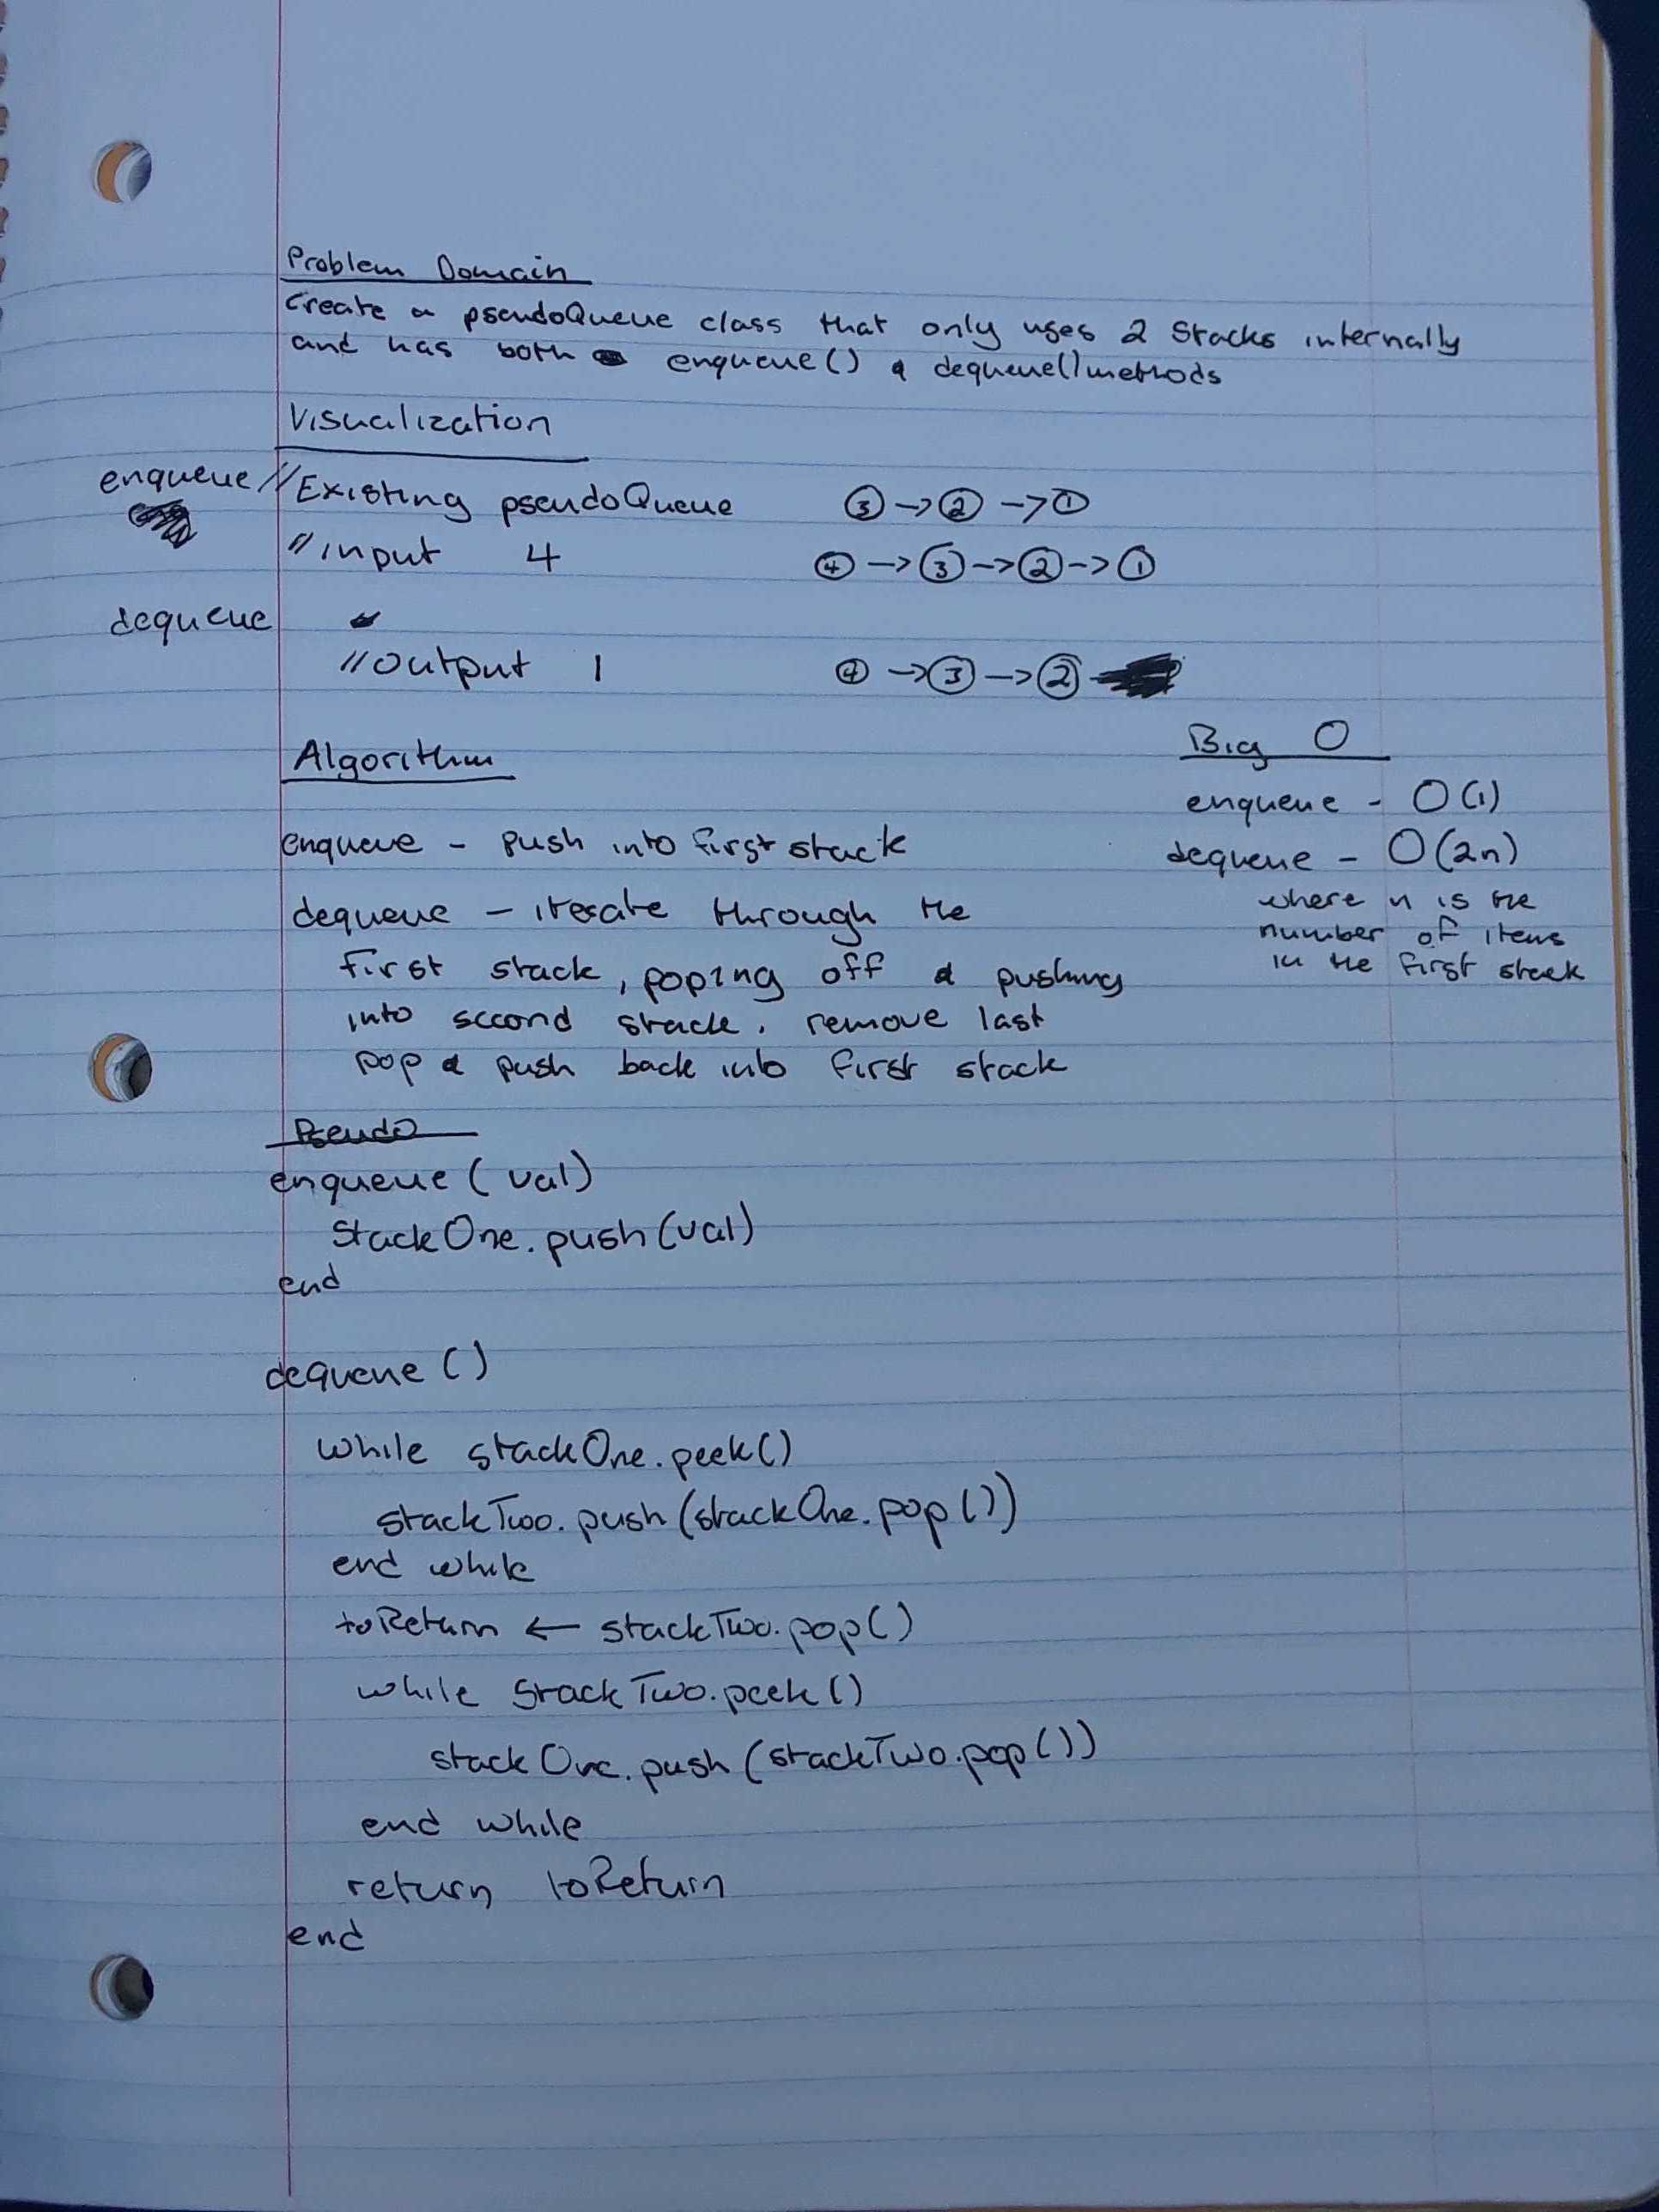 Problem Domain
Create a pseudoQueue class that only uses 2 Stacks internally
and has both enqueue() & dequeue() methods
Visualization
enqueue // Existing pseudoQueue ③ -> ② -> ①
// input 4 ④ -> ③ -> ② -> ①
dequeue
// output 1 ④ -> ③ -> ②
Algorithm
enqueue - push into first stack
dequeue - iterate through the
first stack, poping off & pushing
into second stack. remove last
pop & push back into first stack
Big O
enqueue - O(1)
dequeue - O(2n)
where n is the
number of items
in the first stack
Pseudo
enqueue (val)
StackOne.push(val)
end
dequeue ()
while stackOne.peek()
stackTwo.push(stackOne.pop())
end while
toReturn ← stackTwo.pop()
while StackTwo.peek()
stackOne.push(stackTwo.pop())
end while
return toReturn
end